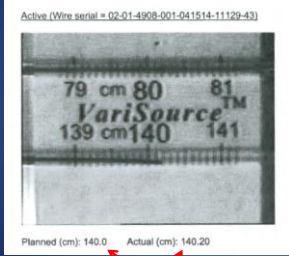 Active (Wire serial = 02-01-4908-001-041514-11129-43)
79 cm 80 81
VariSource™
139 cm 140 141
Planned (cm): 140.0 Actual (cm): 140.20